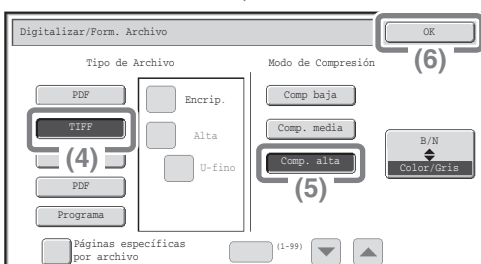 Digitalizar/Form. Archivo
OK
(6)
Tipo de Archivo
Modo de Compresión
PDF
Encrip.
Comp baja
TIFF
Alta
Comp. media
B/N
(4)
U-fino
Comp. alta
Color/Gris
(5)
PDF
Programa
Páginas específicas
por archivo
(1-99)